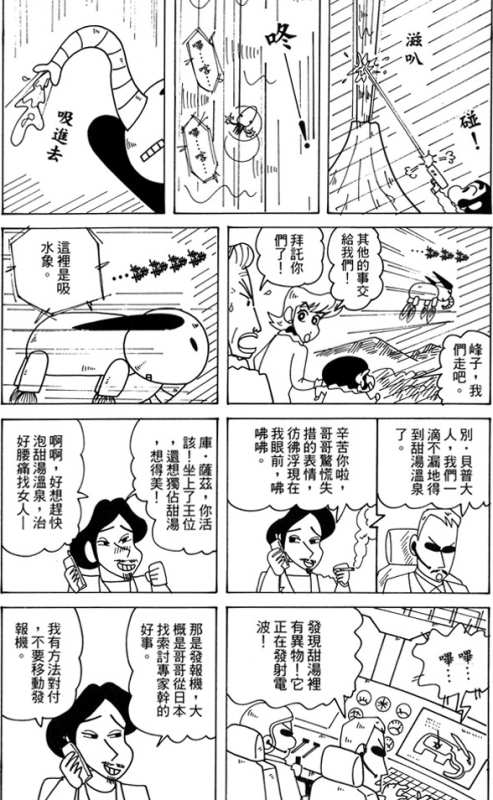 滋叭
碰！
咚！
吸進去
其他的事交
給我們！
拜託你
們了！
峰子，我
們走吧。
這裡是吸
水象。
別．貝普大
人，我們一
滴不漏地得
到甜湯溫泉
了。
辛苦你啦，
哥哥驚慌失
措的表情，
彷彿浮現在
我眼前，咈
咈。
庫．薩茲，你活
該！坐上了王位
，還想獨佔甜湯
，想得美！
啊啊，好想趕快
泡甜湯溫泉，治
好腰痛找女人—
嗶…
嗶…
發現甜湯裡
有異物！它
正在發射電
波！
那是發報機，大
概是哥哥從日本
找索討專家幹的
好事。
我有方法對付
，不要移動發
報機。